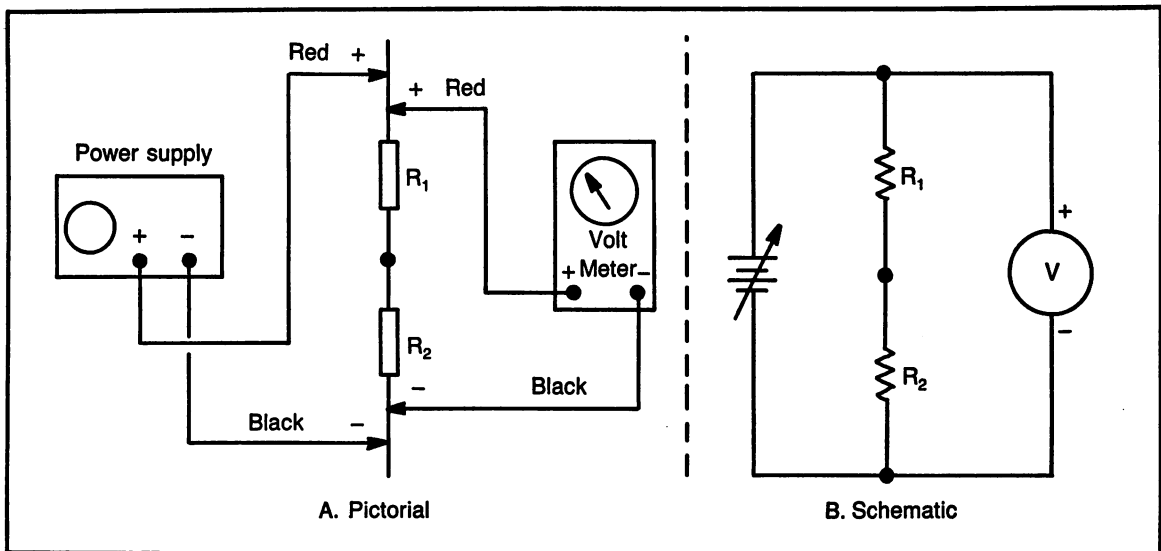 Red +
+ Red
Power supply
+ −
R₁
Volt
+ Meter −
R₂
−
Black
Black −
A. Pictorial
R₁
+
V
−
R₂
B. Schematic